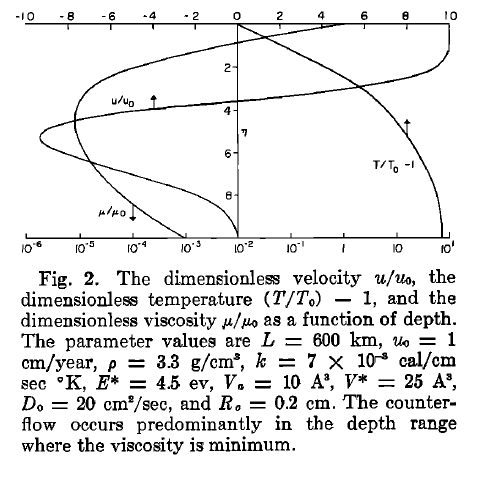 -10 -8 -6 -4 -2 0 2 4 6 8 10
2
u/u₀
4
η
6
T/T₀ -1
8
μ/μ₀
10⁻⁶ 10⁻⁵ 10⁻⁴ 10⁻³ 10⁻² 10⁻¹ 1 10 10¹
Fig. 2. The dimensionless velocity u/u₀, the
dimensionless temperature (T/T₀) — 1, and the
dimensionless viscosity μ/μ₀ as a function of depth.
The parameter values are L = 600 km, u₀ = 1
cm/year, ρ = 3.3 g/cm³, k = 7 × 10⁻³ cal/cm
sec °K, E* = 4.5 ev, Vₐ = 10 A³, V* = 25 A³,
D₀ = 20 cm²/sec, and R₀ = 0.2 cm. The counter-
flow occurs predominantly in the depth range
where the viscosity is minimum.